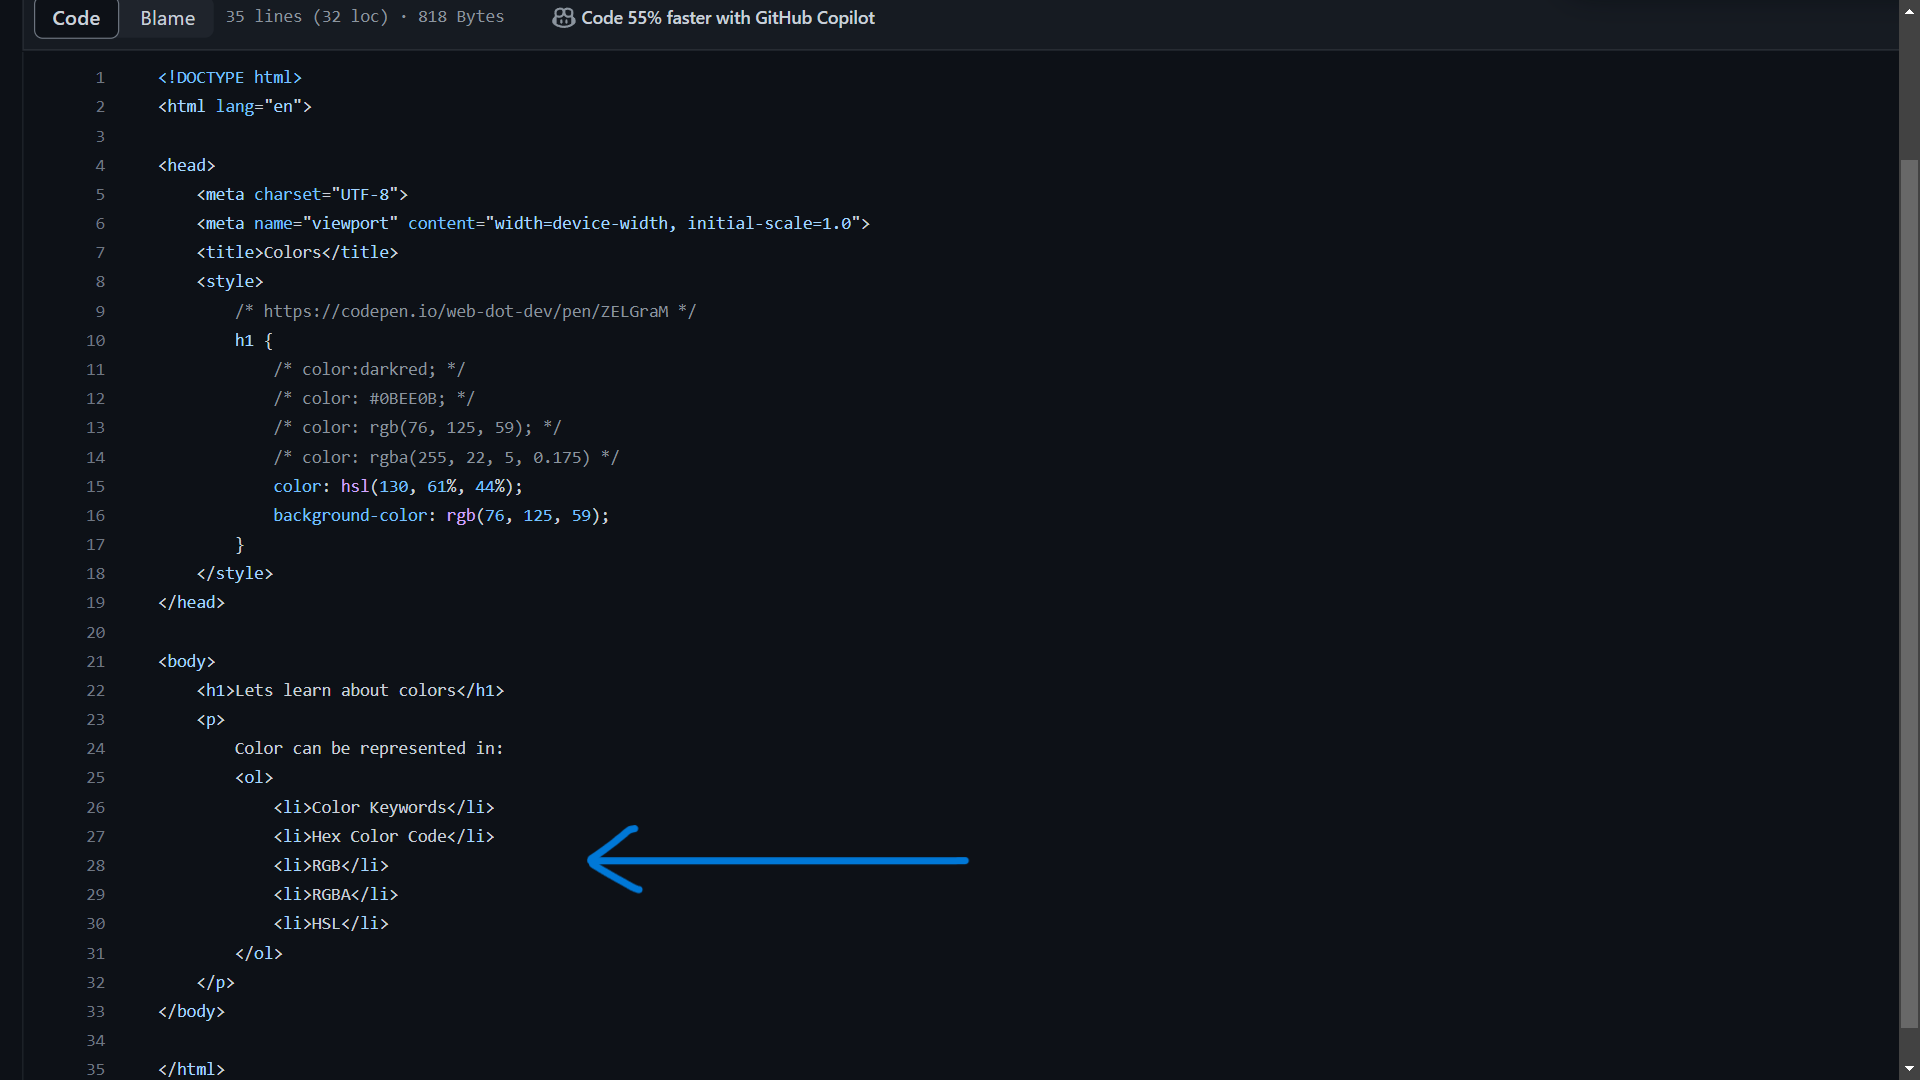 Code Blame 35 lines (32 loc) · 818 Bytes Code 55% faster with GitHub Copilot
1 <!DOCTYPE html>
2 <html lang="en">
3
4 <head>
5     <meta charset="UTF-8">
6     <meta name="viewport" content="width=device-width, initial-scale=1.0">
7     <title>Colors</title>
8     <style>
9         /* https://codepen.io/web-dot-dev/pen/ZELGraM */
10         h1 {
11             /* color:darkred; */
12             /* color: #0BEE0B; */
13             /* color: rgb(76, 125, 59); */
14             /* color: rgba(255, 22, 5, 0.175) */
15             color: hsl(130, 61%, 44%);
16             background-color: rgb(76, 125, 59);
17         }
18     </style>
19 </head>
20
21 <body>
22     <h1>Lets learn about colors</h1>
23     <p>
24         Color can be represented in:
25         <ol>
26             <li>Color Keywords</li>
27             <li>Hex Color Code</li>
28             <li>RGB</li>
29             <li>RGBA</li>
30             <li>HSL</li>
31         </ol>
32     </p>
33 </body>
34
35 </html>